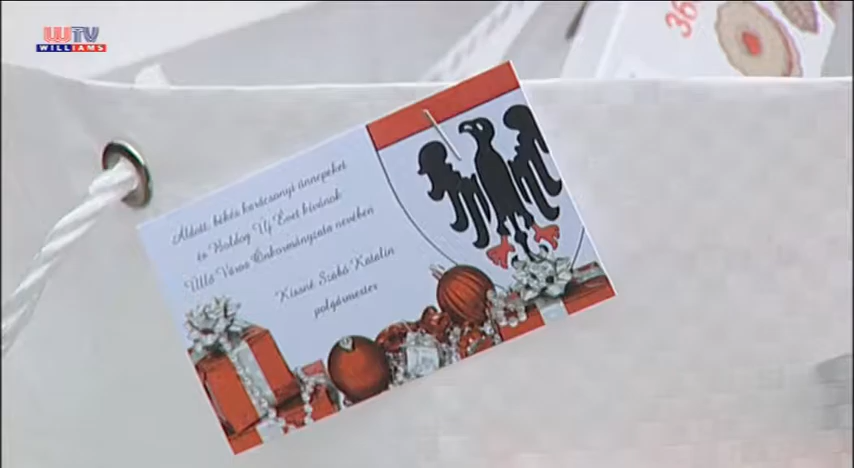 WTV
WILLIAMS
36
Áldott, békés karácsonyi ünnepeket
és Boldog Új Évet kívánok
Üllő Város Önkormányzata nevében
Kissné Szabó Katalin
polgármester